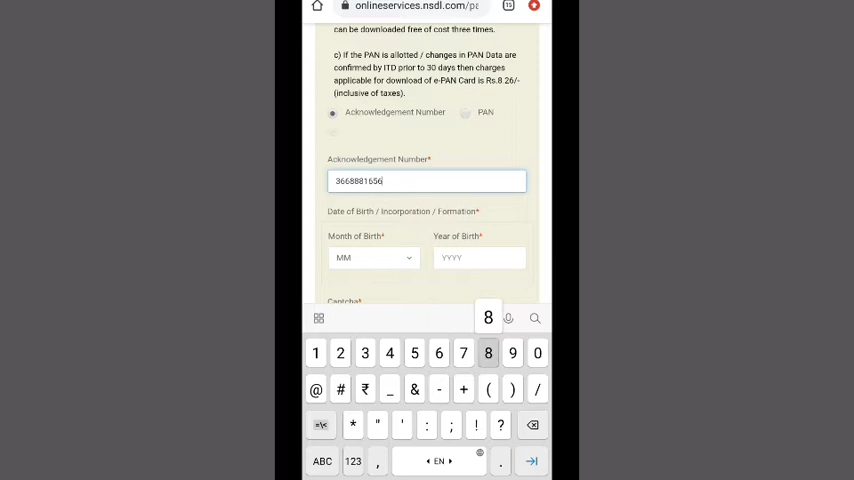 onlineservices.nsdl.com/pa
15
can be downloaded free of cost three times.
c) If the PAN is allotted / changes in PAN Data are
confirmed by ITD prior to 30 days then charges
applicable for download of e-PAN Card is Rs.8.26/-
(inclusive of taxes).
Acknowledgement Number PAN
Acknowledgement Number*
3668881656
Date of Birth / Incorporation / Formation*
Month of Birth* Year of Birth*
MM YYYY
Captcha*
8
1 2 3 4 5 6 7 8 9 0
@ # ₹ _ & - + ( ) /
=\< * " ' : ; ! ?
ABC 123 , EN .